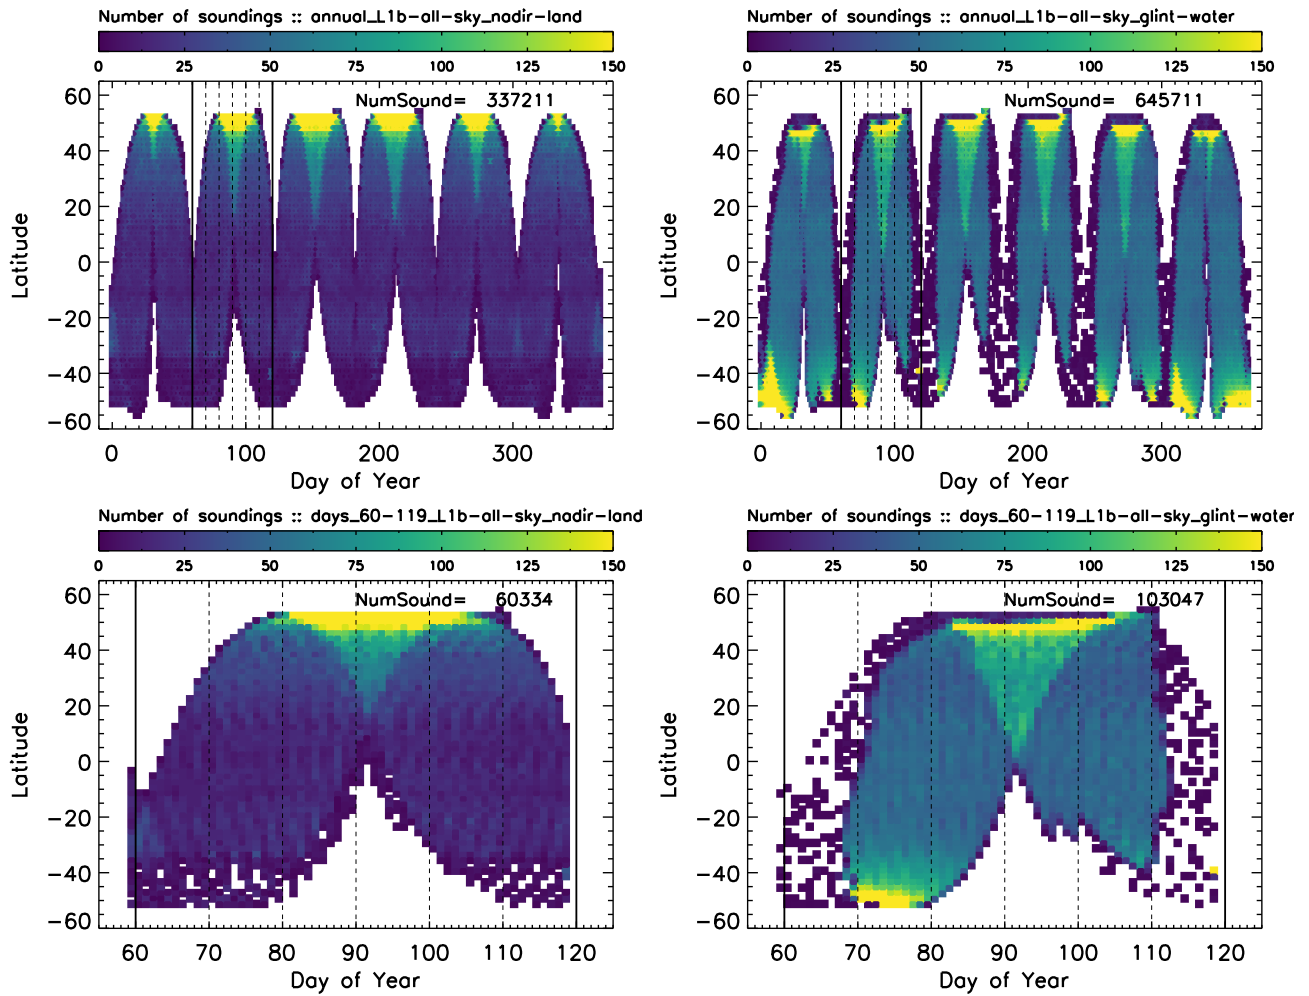 Number of soundings :: annual_L1b-all-sky_nadir-land
0 25 50 75 100 125 150
NumSound= 337211
60
40
20
0
-20
-40
-60
Latitude
0 100 200 300
Day of Year
Number of soundings :: annual_L1b-all-sky_glint-water
0 25 50 75 100 125 150
NumSound= 645711
60
40
20
0
-20
-40
-60
Latitude
0 100 200 300
Day of Year
Number of soundings :: days_60-119_L1b-all-sky_nadir-land
0 25 50 75 100 125 150
NumSound= 60334
60
40
20
0
-20
-40
-60
Latitude
60 70 80 90 100 110 120
Day of Year
Number of soundings :: days_60-119_L1b-all-sky_glint-water
0 25 50 75 100 125 150
NumSound= 103047
60
40
20
0
-20
-40
-60
Latitude
60 70 80 90 100 110 120
Day of Year